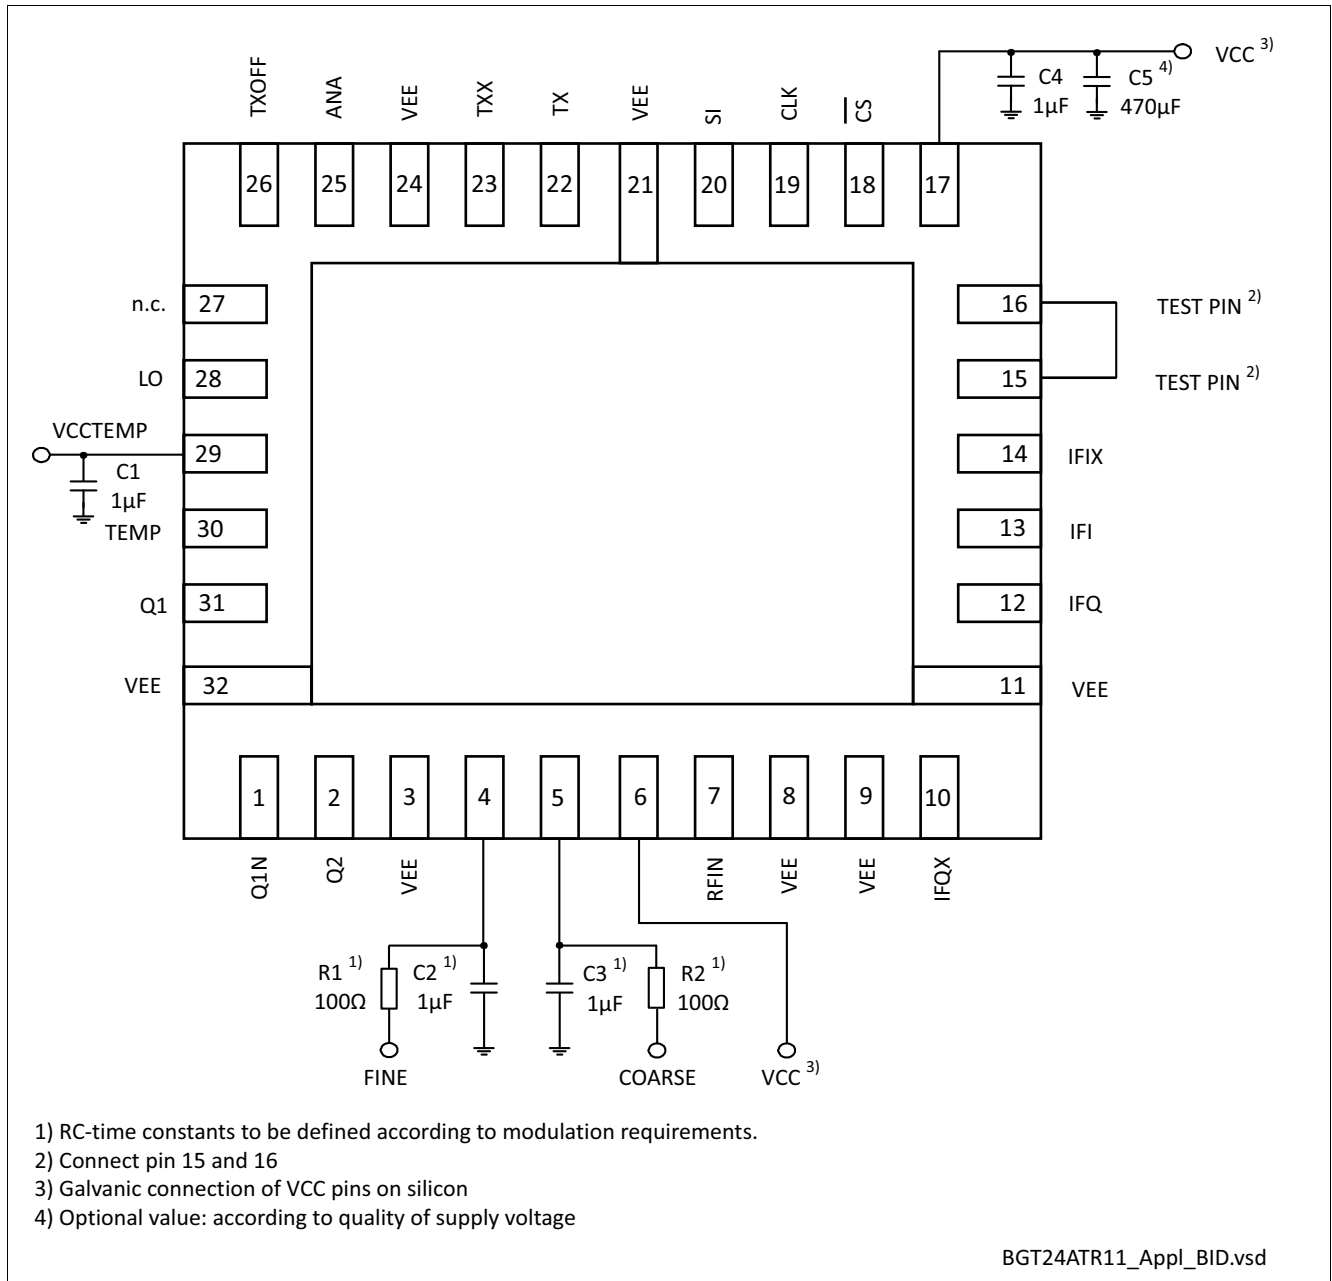 VCC 3)
C4
1µF
C5 4)
470µF
TXOFF
ANA
VEE
TXX
TX
VEE
SI
CLK
CS
26
25
24
23
22
21
20
19
18
17
n.c.
27
16
TEST PIN 2)
LO
28
15
TEST PIN 2)
VCCTEMP
29
14
IFIX
C1
1µF
TEMP
30
13
IFI
Q1
31
12
IFQ
VEE
32
11
VEE
1
2
3
4
5
6
7
8
9
10
Q1N
Q2
VEE
RFIN
VEE
VEE
IFQX
R1 1)
100Ω
C2 1)
1µF
C3 1)
1µF
R2 1)
100Ω
FINE
COARSE
VCC 3)
1) RC-time constants to be defined according to modulation requirements.
2) Connect pin 15 and 16
3) Galvanic connection of VCC pins on silicon
4) Optional value: according to quality of supply voltage
BGT24ATR11_Appl_BID.vsd